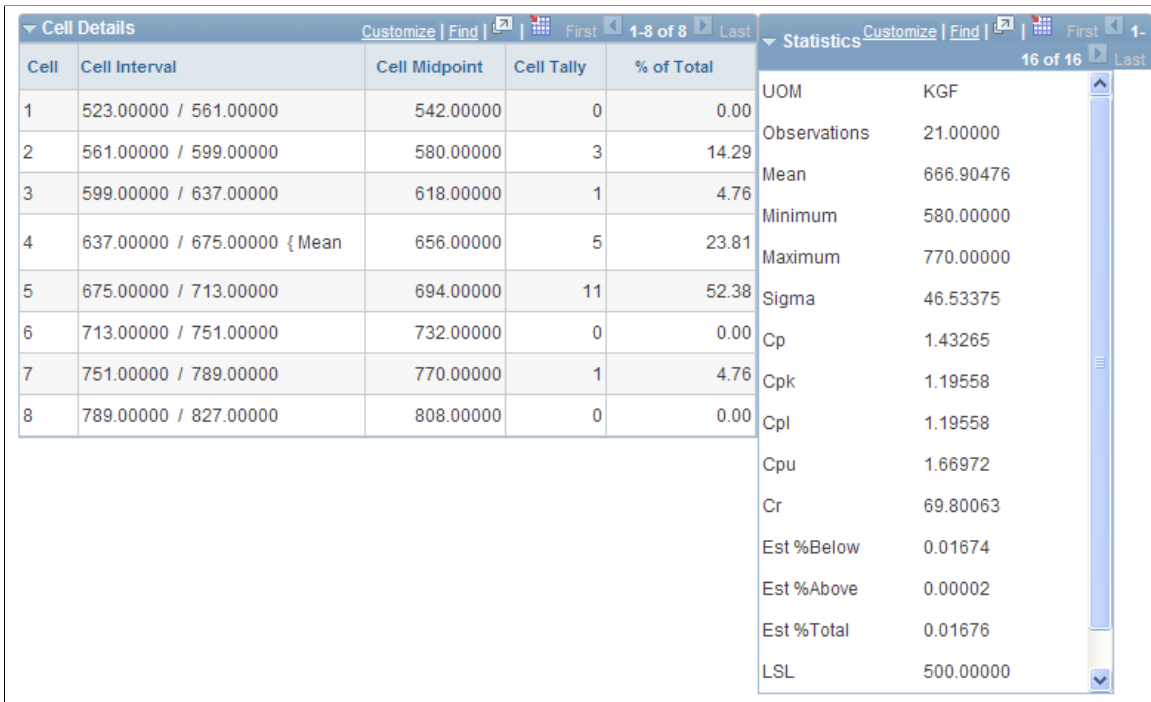 Cell Details Customize | Find | | First 1-8 of 8 Last
Cell Cell Interval Cell Midpoint Cell Tally % of Total
1 523.00000 / 561.00000 542.00000 0 0.00
2 561.00000 / 599.00000 580.00000 3 14.29
3 599.00000 / 637.00000 618.00000 1 4.76
4 637.00000 / 675.00000 { Mean 656.00000 5 23.81
5 675.00000 / 713.00000 694.00000 11 52.38
6 713.00000 / 751.00000 732.00000 0 0.00
7 751.00000 / 789.00000 770.00000 1 4.76
8 789.00000 / 827.00000 808.00000 0 0.00
Statistics Customize | Find | | First 1-
16 of 16 Last
UOM KGF
Observations 21.00000
Mean 666.90476
Minimum 580.00000
Maximum 770.00000
Sigma 46.53375
Cp 1.43265
Cpk 1.19558
Cpl 1.19558
Cpu 1.66972
Cr 69.80063
Est %Below 0.01674
Est %Above 0.00002
Est %Total 0.01676
LSL 500.00000